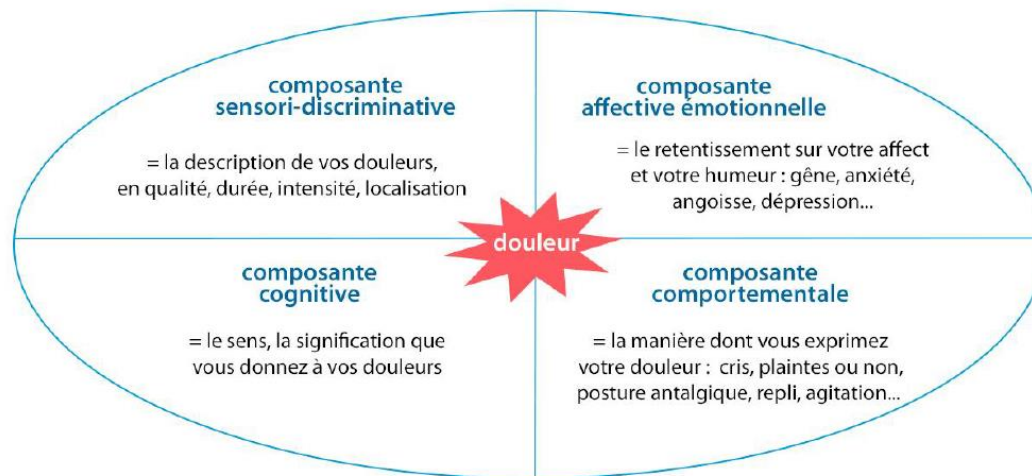 composante
sensori-discriminative
= la description de vos douleurs,
en qualité, durée, intensité, localisation
composante
affective émotionnelle
= le retentissement sur votre affect
et votre humeur : gêne, anxiété,
angoisse, dépression...
douleur
composante
cognitive
= le sens, la signification que
vous donnez à vos douleurs
composante
comportementale
= la manière dont vous exprimez
votre douleur : cris, plaintes ou non,
posture antalgique, repli, agitation...